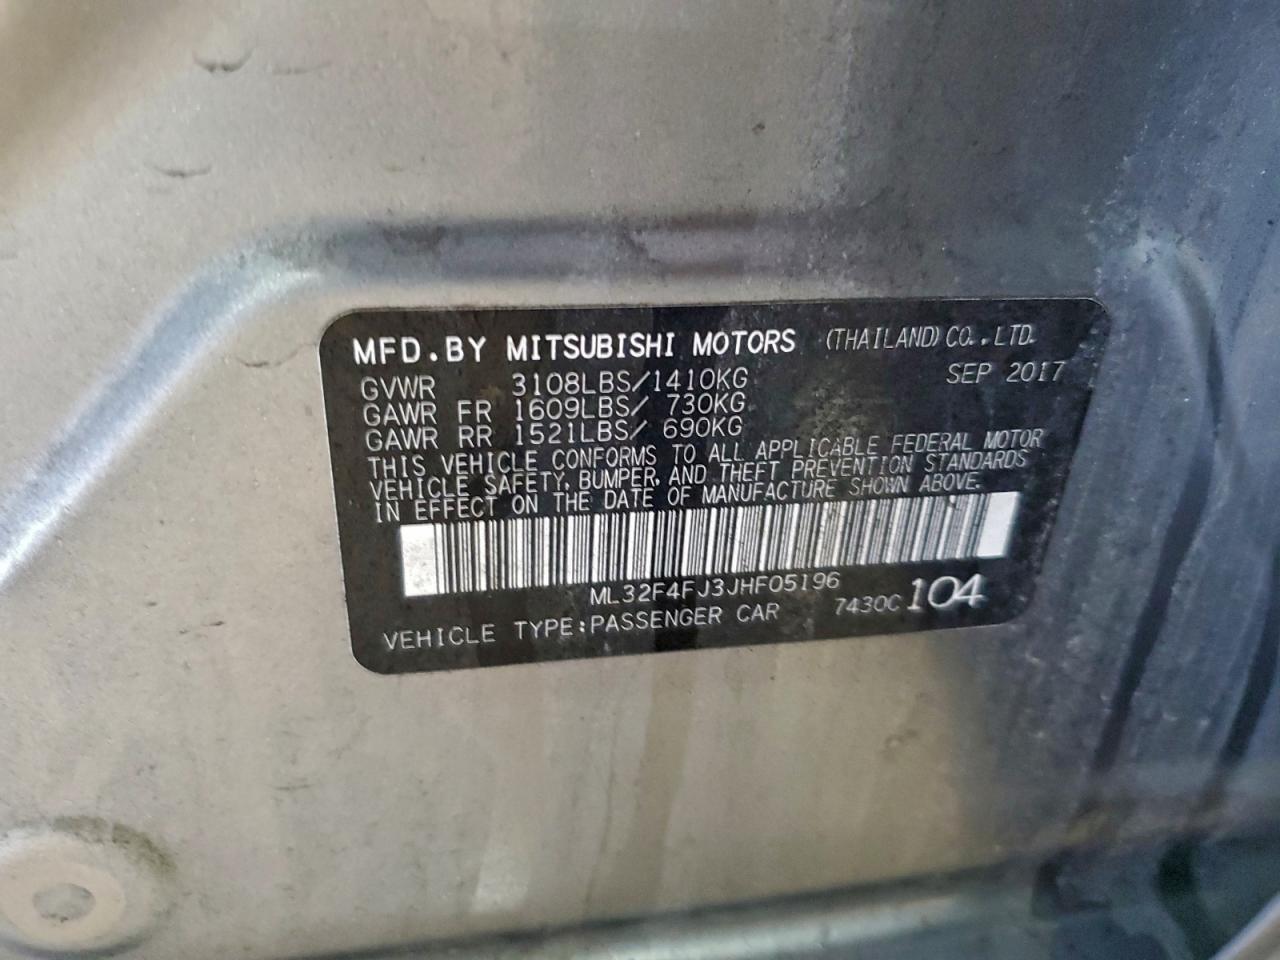 MFD.BY MITSUBISHI MOTORS (THAILAND) CO.,LTD.
GVWR 3108LBS/1410KG SEP 2017
GAWR FR 1609LBS/ 730KG
GAWR RR 1521LBS/ 690KG
THIS VEHICLE CONFORMS TO ALL APPLICABLE FEDERAL MOTOR
VEHICLE SAFETY, BUMPER, AND THEFT PREVENTION STANDARDS
IN EFFECT ON THE DATE OF MANUFACTURE SHOWN ABOVE.
ML32F4FJ3JHF05196
VEHICLE TYPE:PASSENGER CAR 7430C 104